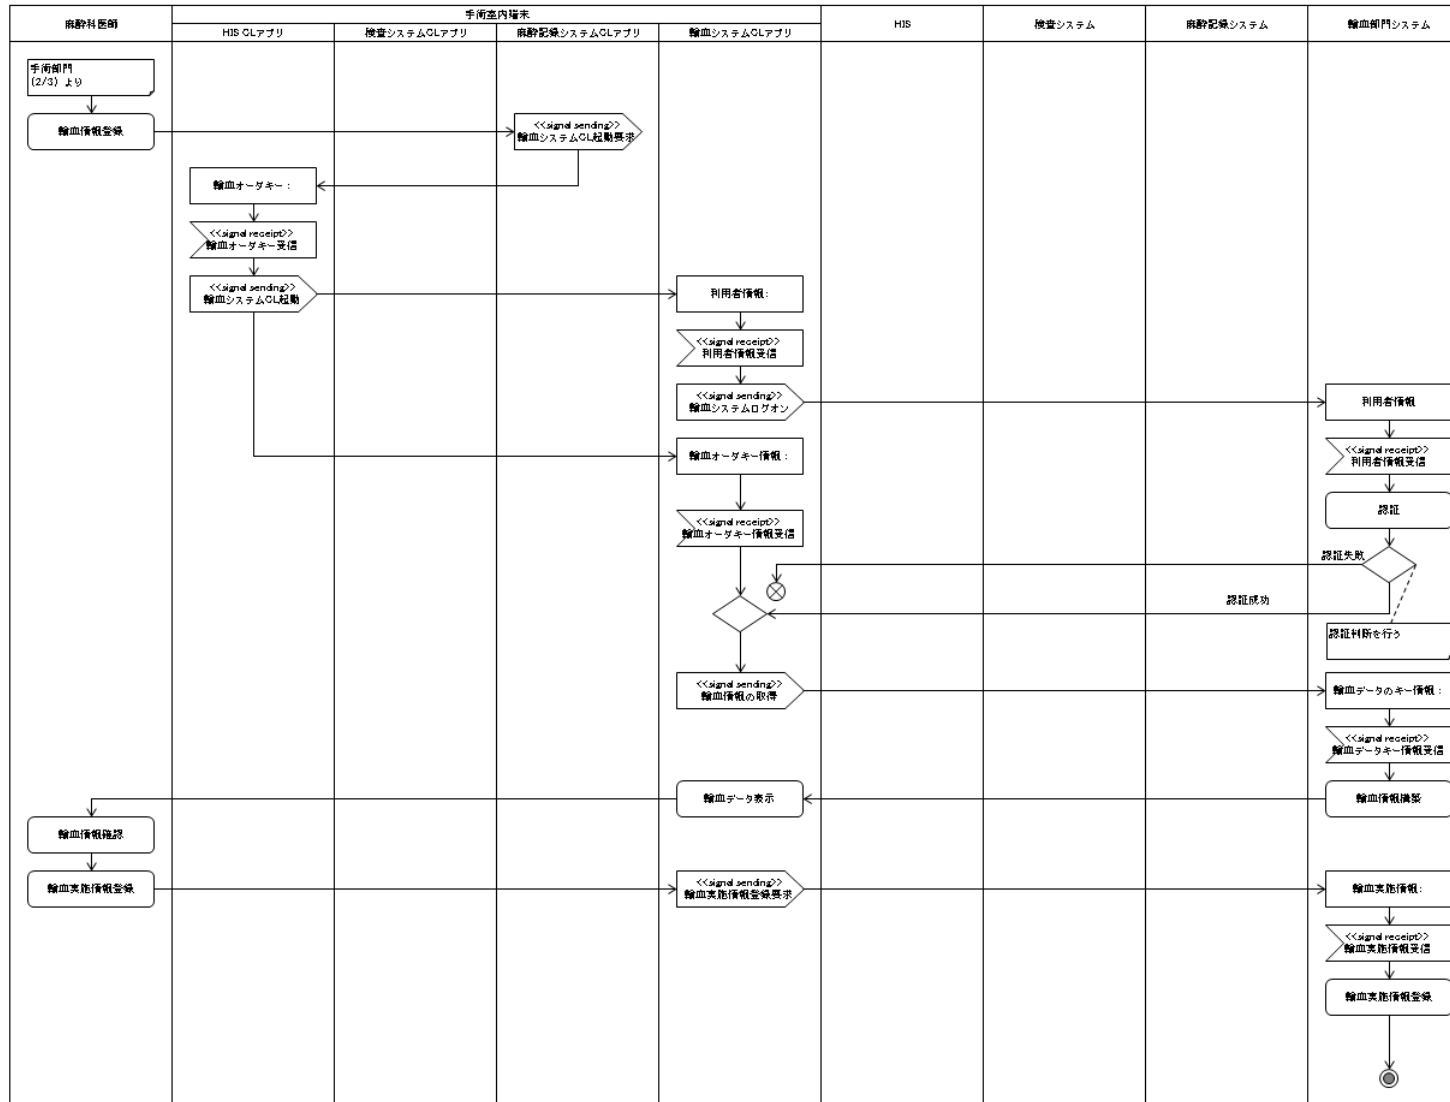 麻酔科医師
手術室内端末
HIS CLアプリ
検査システムCLアプリ
麻酔記録システムCLアプリ
輸血システムCLアプリ
HIS
検査システム
麻酔記録システム
輸血部門システム
手術部門
(2/3) より
輸血情報登録
<<signal sending>>
輸血システムCL起動要求
輸血オーダキー：
<<signal receipt>>
輸血オーダキー受信
<<signal sending>>
輸血システムCL起動
利用者情報：
<<signal receipt>>
利用者情報受信
<<signal sending>>
輸血システムログオン
利用者情報
<<signal receipt>>
利用者情報受信
輸血オーダキー情報：
認証
<<signal receipt>>
輸血オーダキー情報受信
認証失敗
認証成功
認証判断を行う
<<signal sending>>
輸血情報の取得
輸血データのキー情報：
<<signal receipt>>
輸血データキー情報受信
輸血データ表示
輸血情報構築
輸血情報確認
輸血実施情報登録
<<signal sending>>
輸血実施情報登録要求
輸血実施情報：
<<signal receipt>>
輸血実施情報受信
輸血実施情報登録